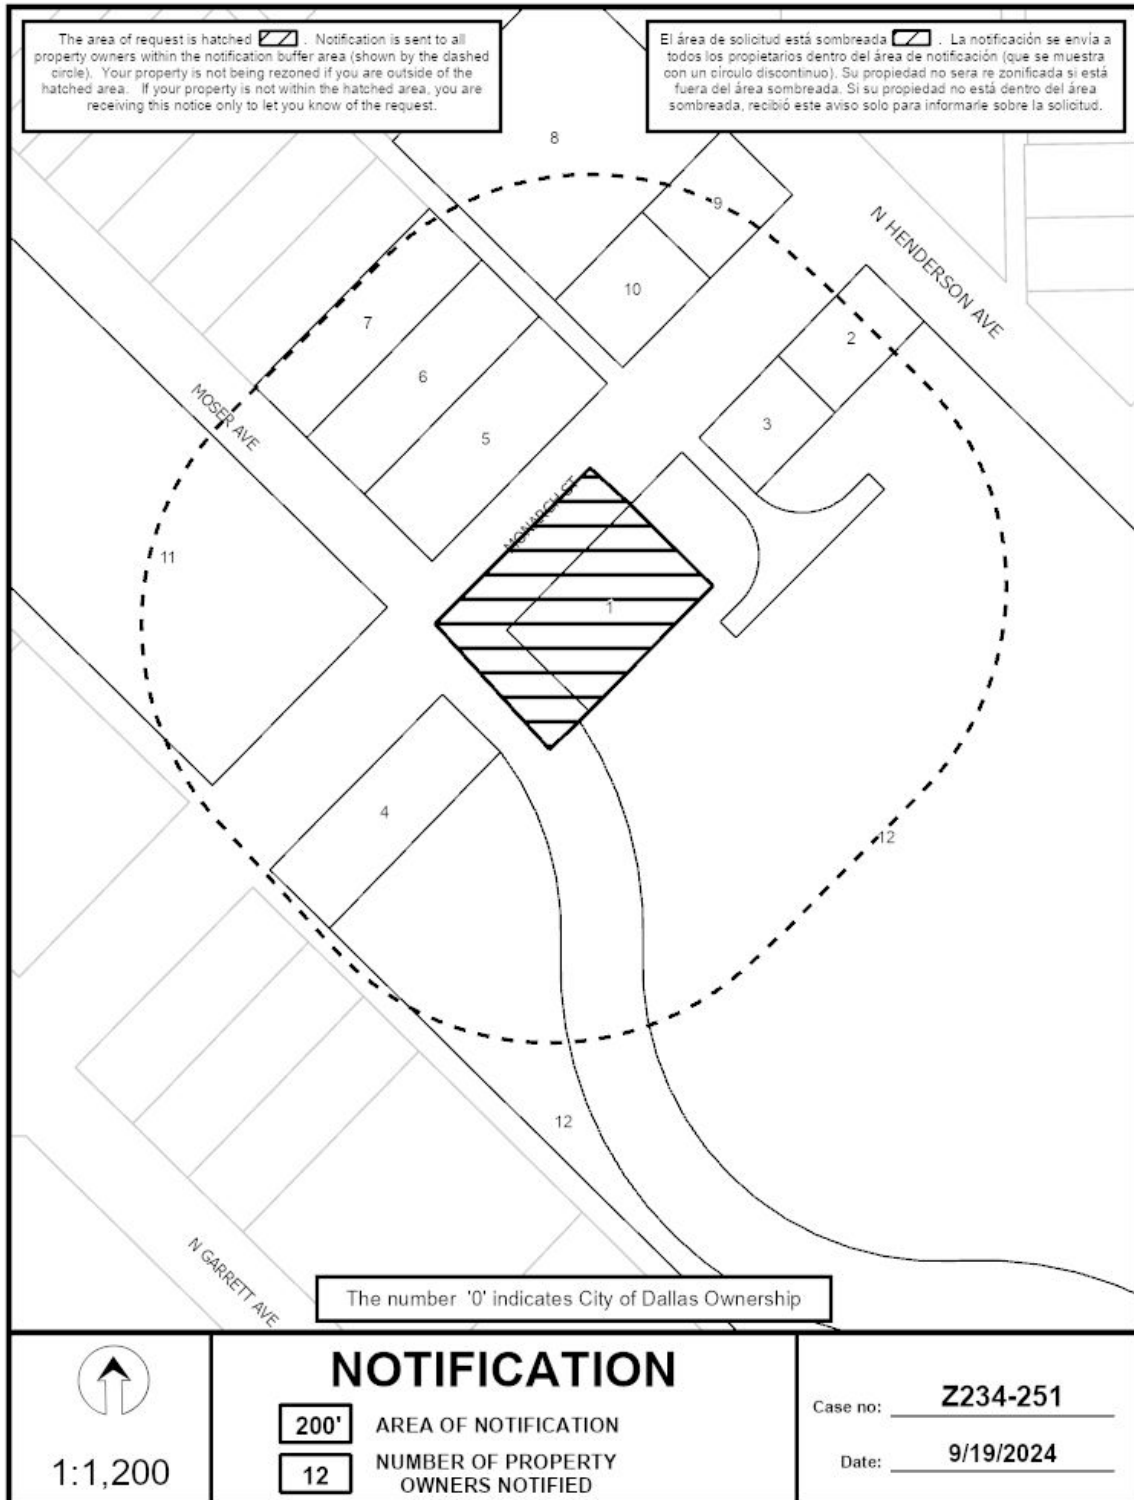 The area of request is hatched . Notification is sent to all
property owners within the notification buffer area (shown by the dashed
circle). Your property is not being rezoned if you are outside of the
hatched area. If your property is not within the hatched area, you are
receiving this notice only to let you know of the request.
El área de solicitud está sombreada . La notificación se envía a
todos los propietarios dentro del área de notificación (que se muestra
con un círculo discontinuo). Su propiedad no sera re zonificada si está
fuera del área sombreada. Si su propiedad no está dentro del área
sombreada, recibió este aviso solo para informarle sobre la solicitud.
8
9
N HENDERSON AVE
10
7
2
6
MOSER AVE
3
5
MONARCH ST
11
1
4
12
12
N GARRETT AVE
The number '0' indicates City of Dallas Ownership
1:1,200
NOTIFICATION
200' AREA OF NOTIFICATION
12 NUMBER OF PROPERTY
OWNERS NOTIFIED
Case no: Z234-251
Date: 9/19/2024